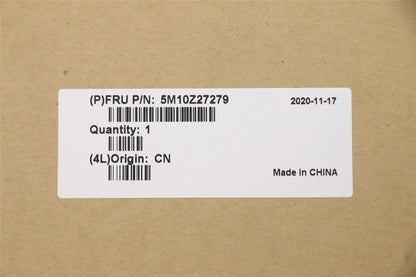 (P)FRU P/N: 5M10Z27279
2020-11-17
Quantity: 1
(4L)Origin: CN
Made In CHINA